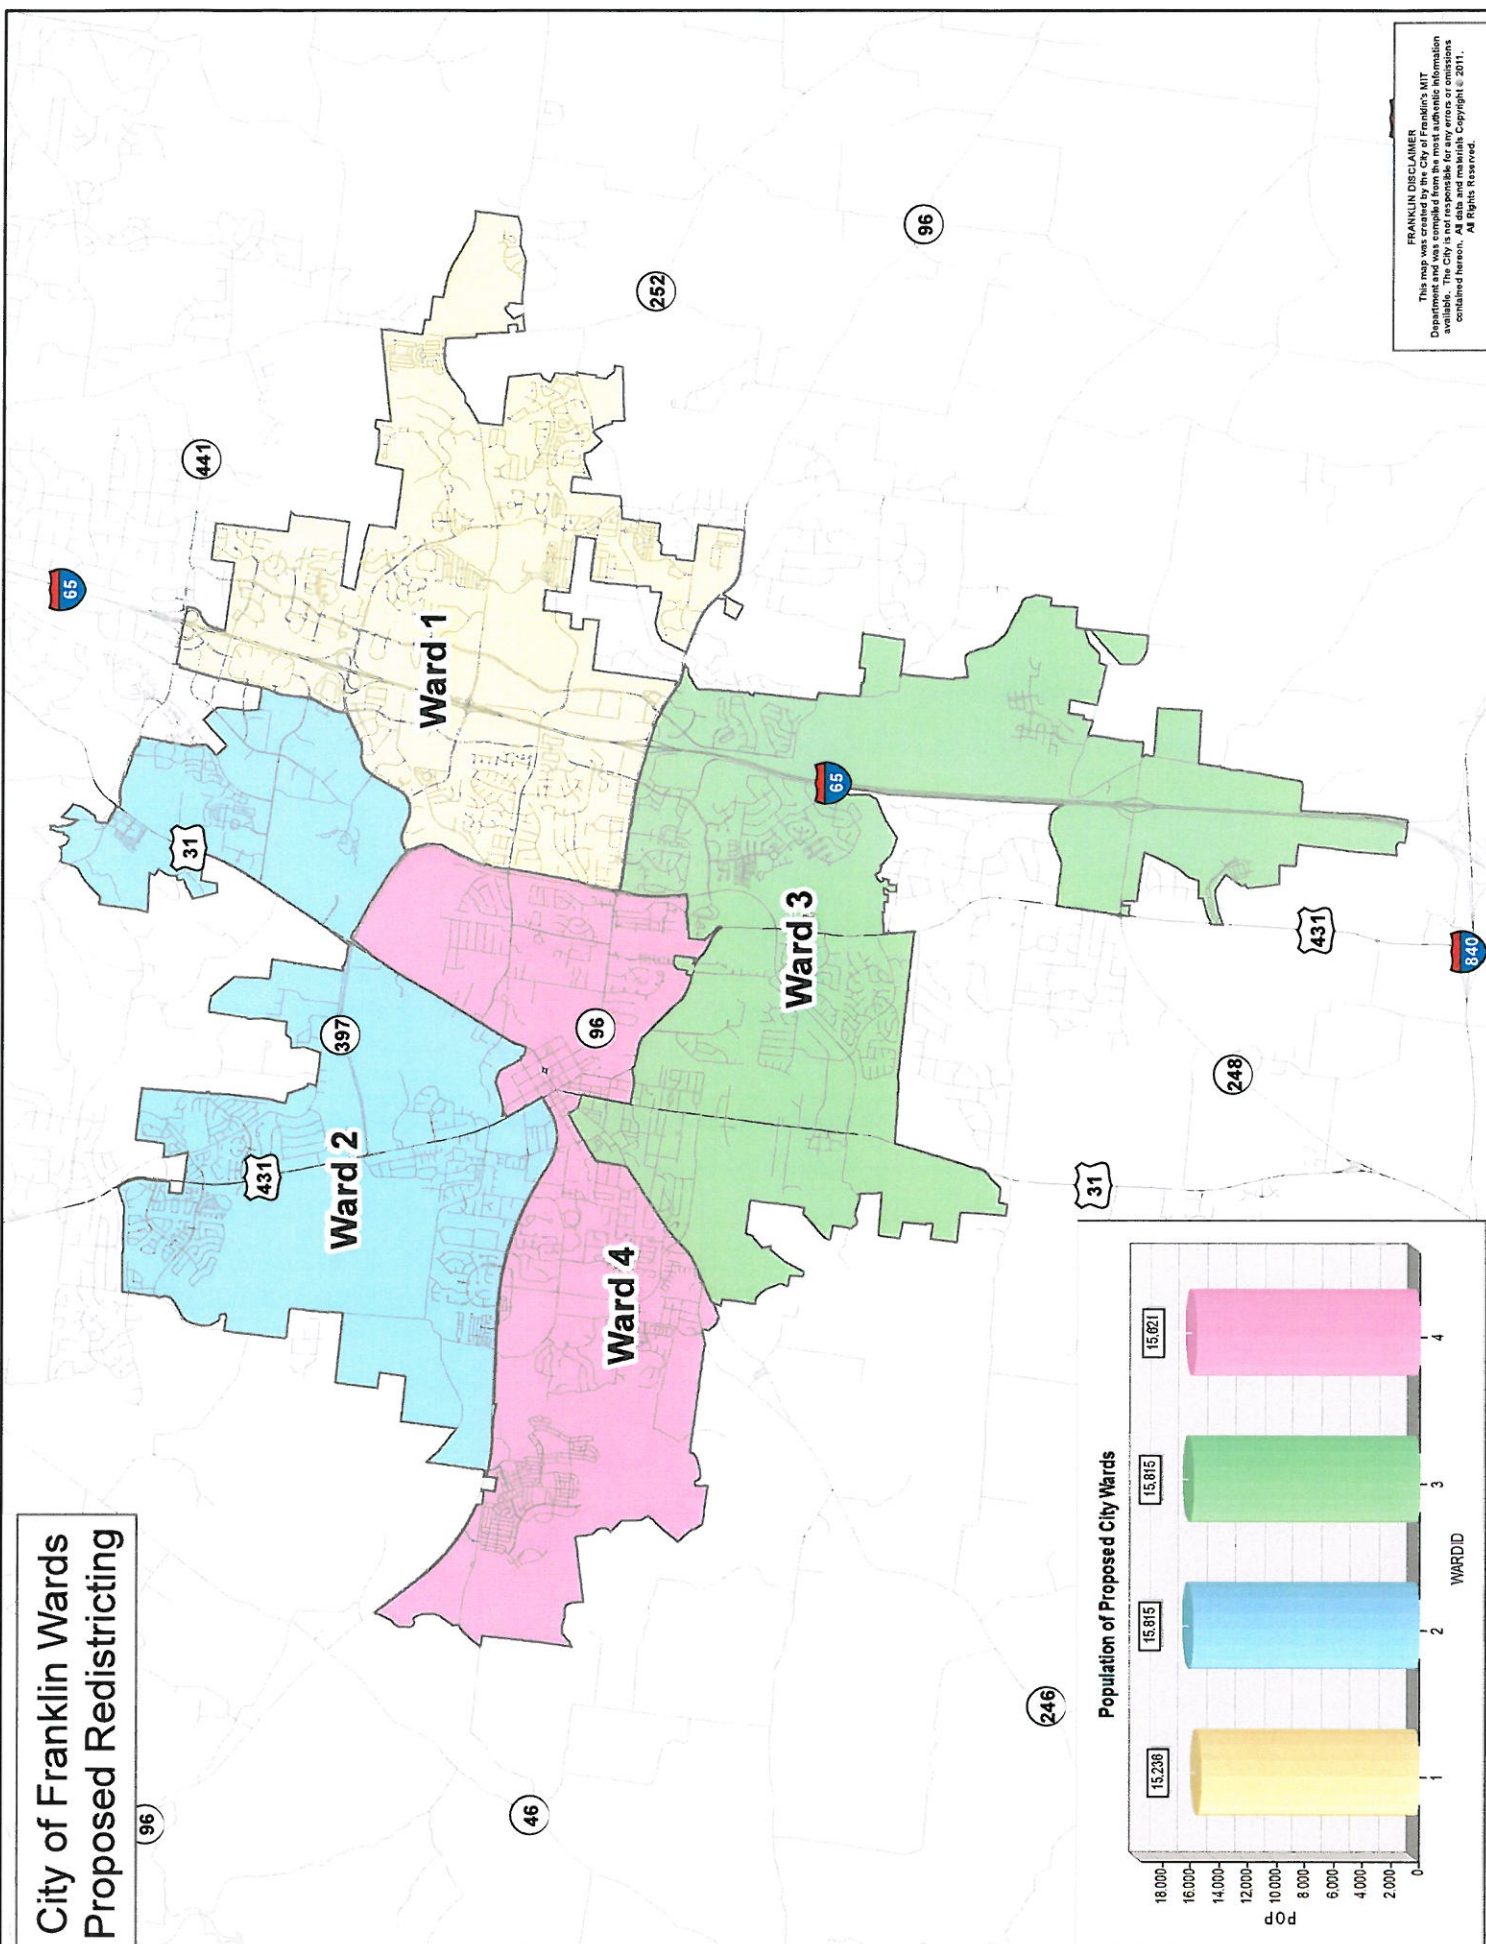 City of Franklin Wards
Proposed Redistricting
96
46
246
65
441
31
397
431
Ward 2
Ward 1
252
96
96
Ward 4
Ward 3
65
431
840
248
31
Population of Proposed City Wards
15,236
15,815
15,815
15,621
POP
18,000
16,000
14,000
12,000
10,000
8,000
6,000
4,000
2,000
0
1
2
3
4
WARDID
FRANKLIN DISCLAIMER
This map was created by the City of Franklin's MIT
Department and was compiled from the most authentic information
available. The City is not responsible for any errors or omissions
contained hereon. All data and materials Copyright © 2011.
All Rights Reserved.